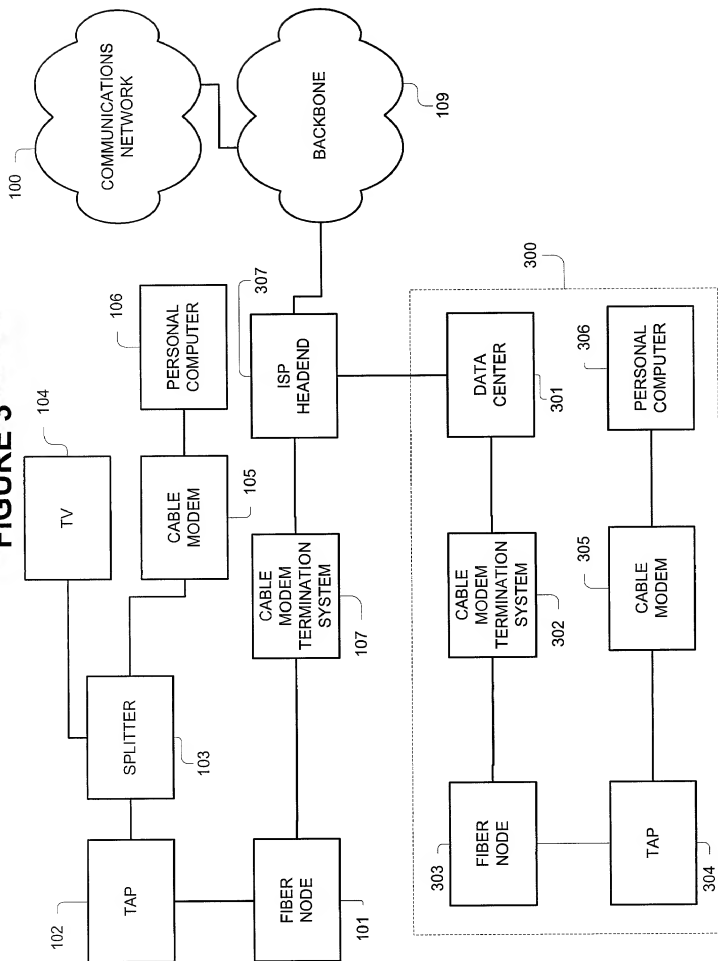 FIGURE 3
TAP
102
SPLITTER
103
TV
104
CABLE
MODEM
105
PERSONAL
COMPUTER
106
COMMUNICATIONS
NETWORK
100
FIBER
NODE
101
CABLE
MODEM
TERMINATION
SYSTEM
107
ISP
HEADEND
307
BACKBONE
109
300
FIBER
NODE
303
CABLE
MODEM
TERMINATION
SYSTEM
302
DATA
CENTER
301
TAP
304
CABLE
MODEM
305
PERSONAL
COMPUTER
306